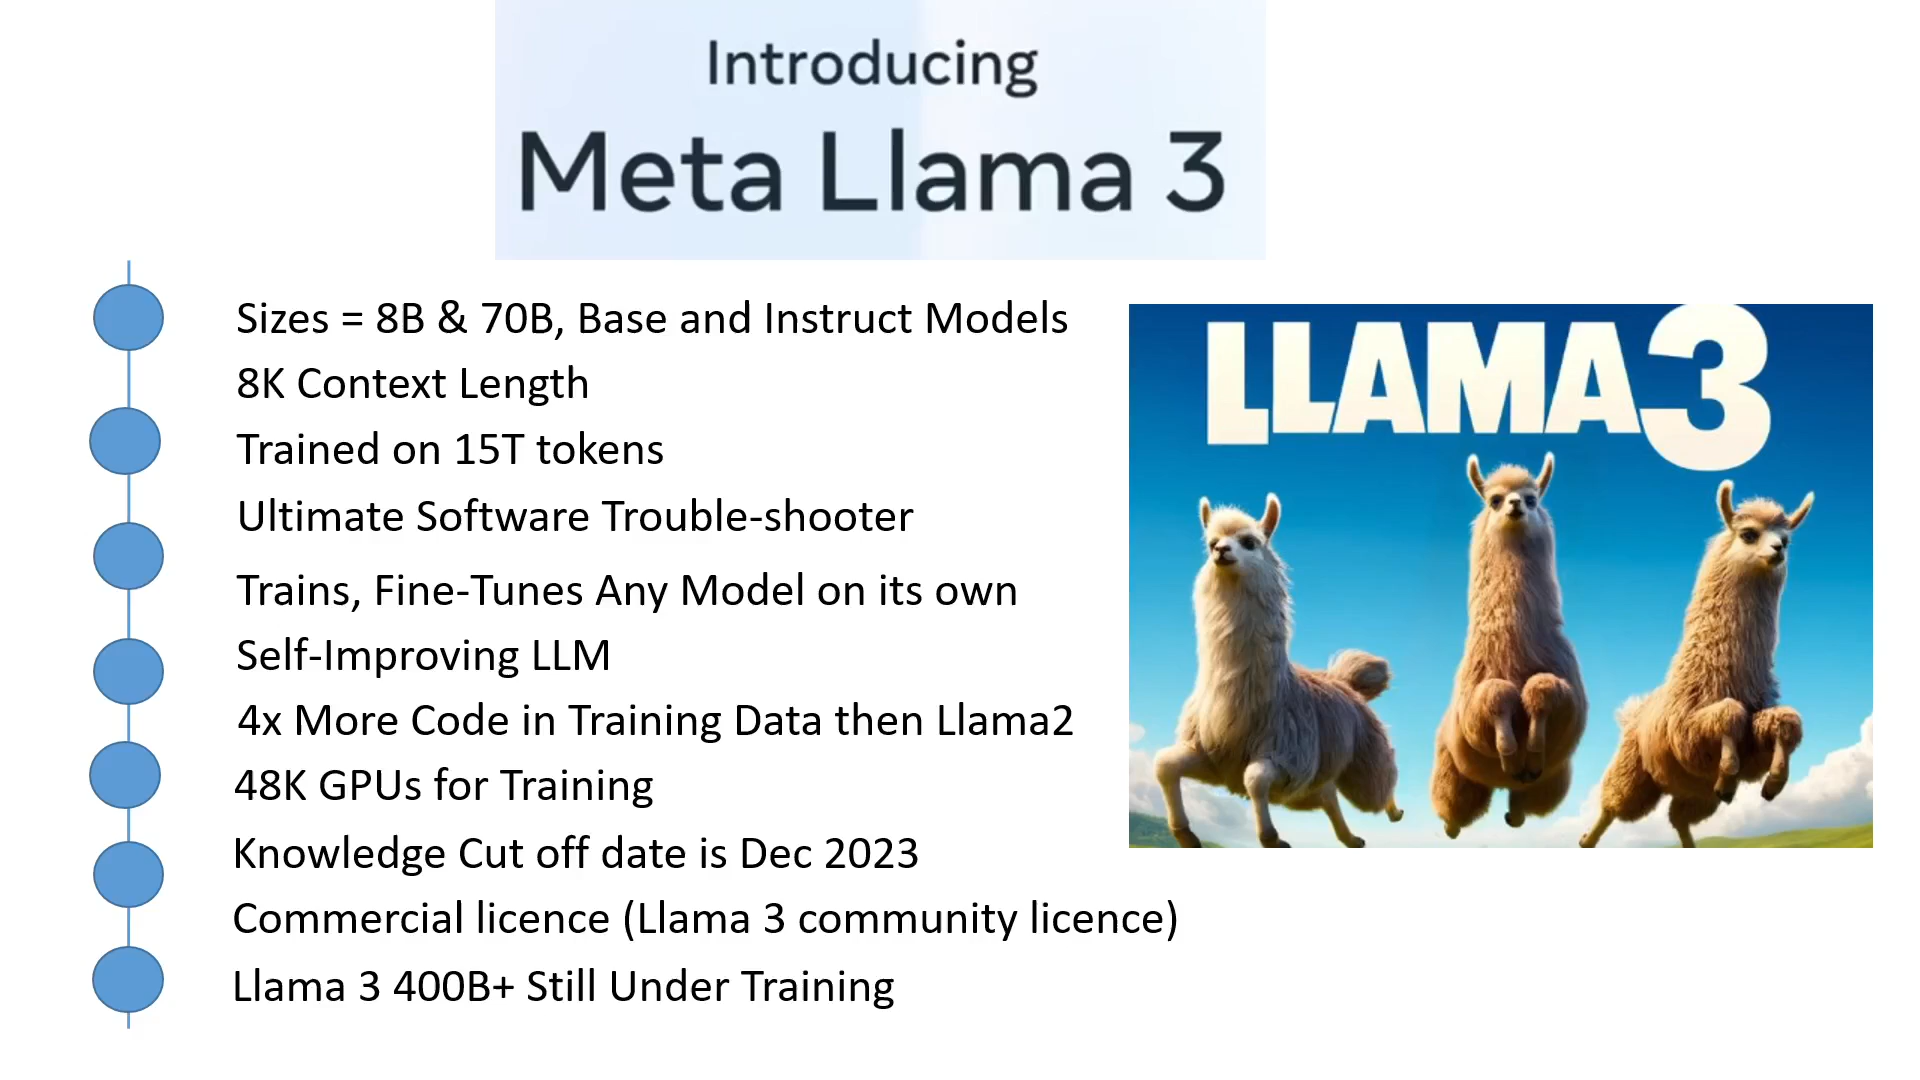 Introducing
Meta Llama 3
Sizes = 8B & 70B, Base and Instruct Models
8K Context Length
Trained on 15T tokens
Ultimate Software Trouble-shooter
Trains, Fine-Tunes Any Model on its own
Self-Improving LLM
4x More Code in Training Data then Llama2
48K GPUs for Training
Knowledge Cut off date is Dec 2023
Commercial licence (Llama 3 community licence)
Llama 3 400B+ Still Under Training
LLAMA3